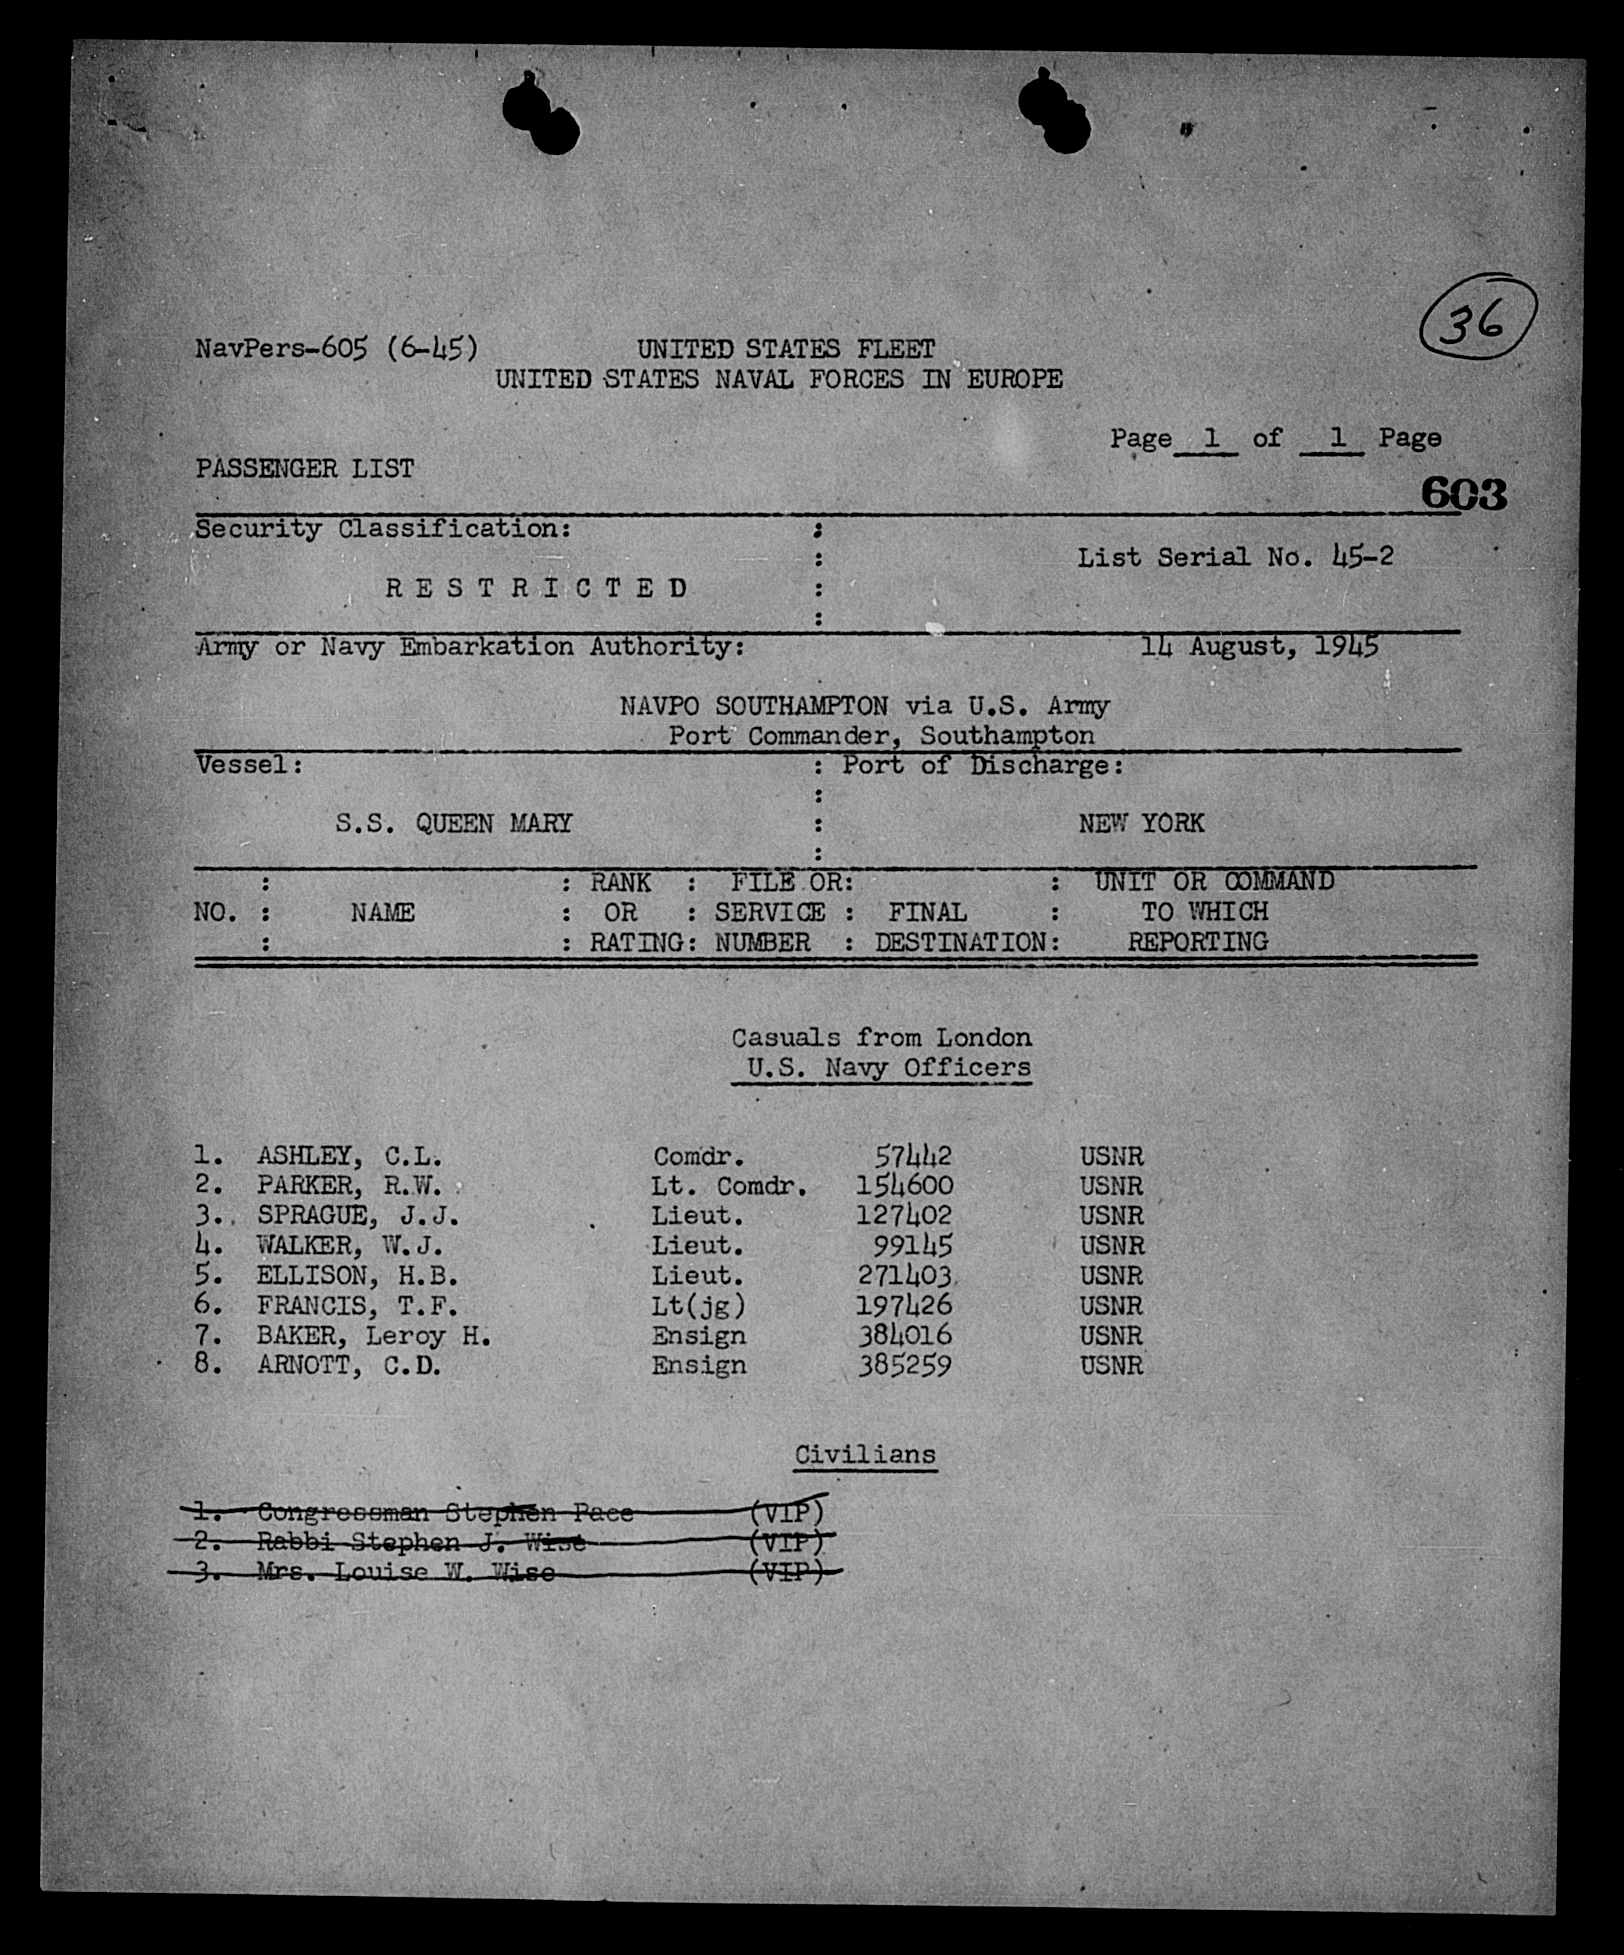 36
NavPers-605 (6-45) UNITED STATES FLEET
UNITED STATES NAVAL FORCES IN EUROPE
Page 1 of 1 Page
PASSENGER LIST
603
Security Classification: :
: List Serial No. 45-2
R E S T R I C T E D :
:
Army or Navy Embarkation Authority: 14 August, 1945
NAVPO SOUTHAMPTON via U.S. Army
Port Commander, Southampton
Vessel: : Port of Discharge:
:
S.S. QUEEN MARY : NEW YORK
:
: : RANK : FILE OR: : UNIT OR COMMAND
NO. : NAME : OR : SERVICE : FINAL : TO WHICH
: : RATING: NUMBER : DESTINATION: REPORTING
Casuals from London
U.S. Navy Officers
1. ASHLEY, C.L. Comdr. 57442 USNR
2. PARKER, R.W. Lt. Comdr. 154600 USNR
3. SPRAGUE, J.J. Lieut. 127402 USNR
4. WALKER, W.J. Lieut. 99145 USNR
5. ELLISON, H.B. Lieut. 271403 USNR
6. FRANCIS, T.F. Lt(jg) 197426 USNR
7. BAKER, Leroy H. Ensign 384016 USNR
8. ARNOTT, C.D. Ensign 385259 USNR
Civilians
1. Congressman Stephen Pace (VIP)
2. Rabbi Stephen J. Wise (VIP)
3. Mrs. Louise W. Wise (VIP)